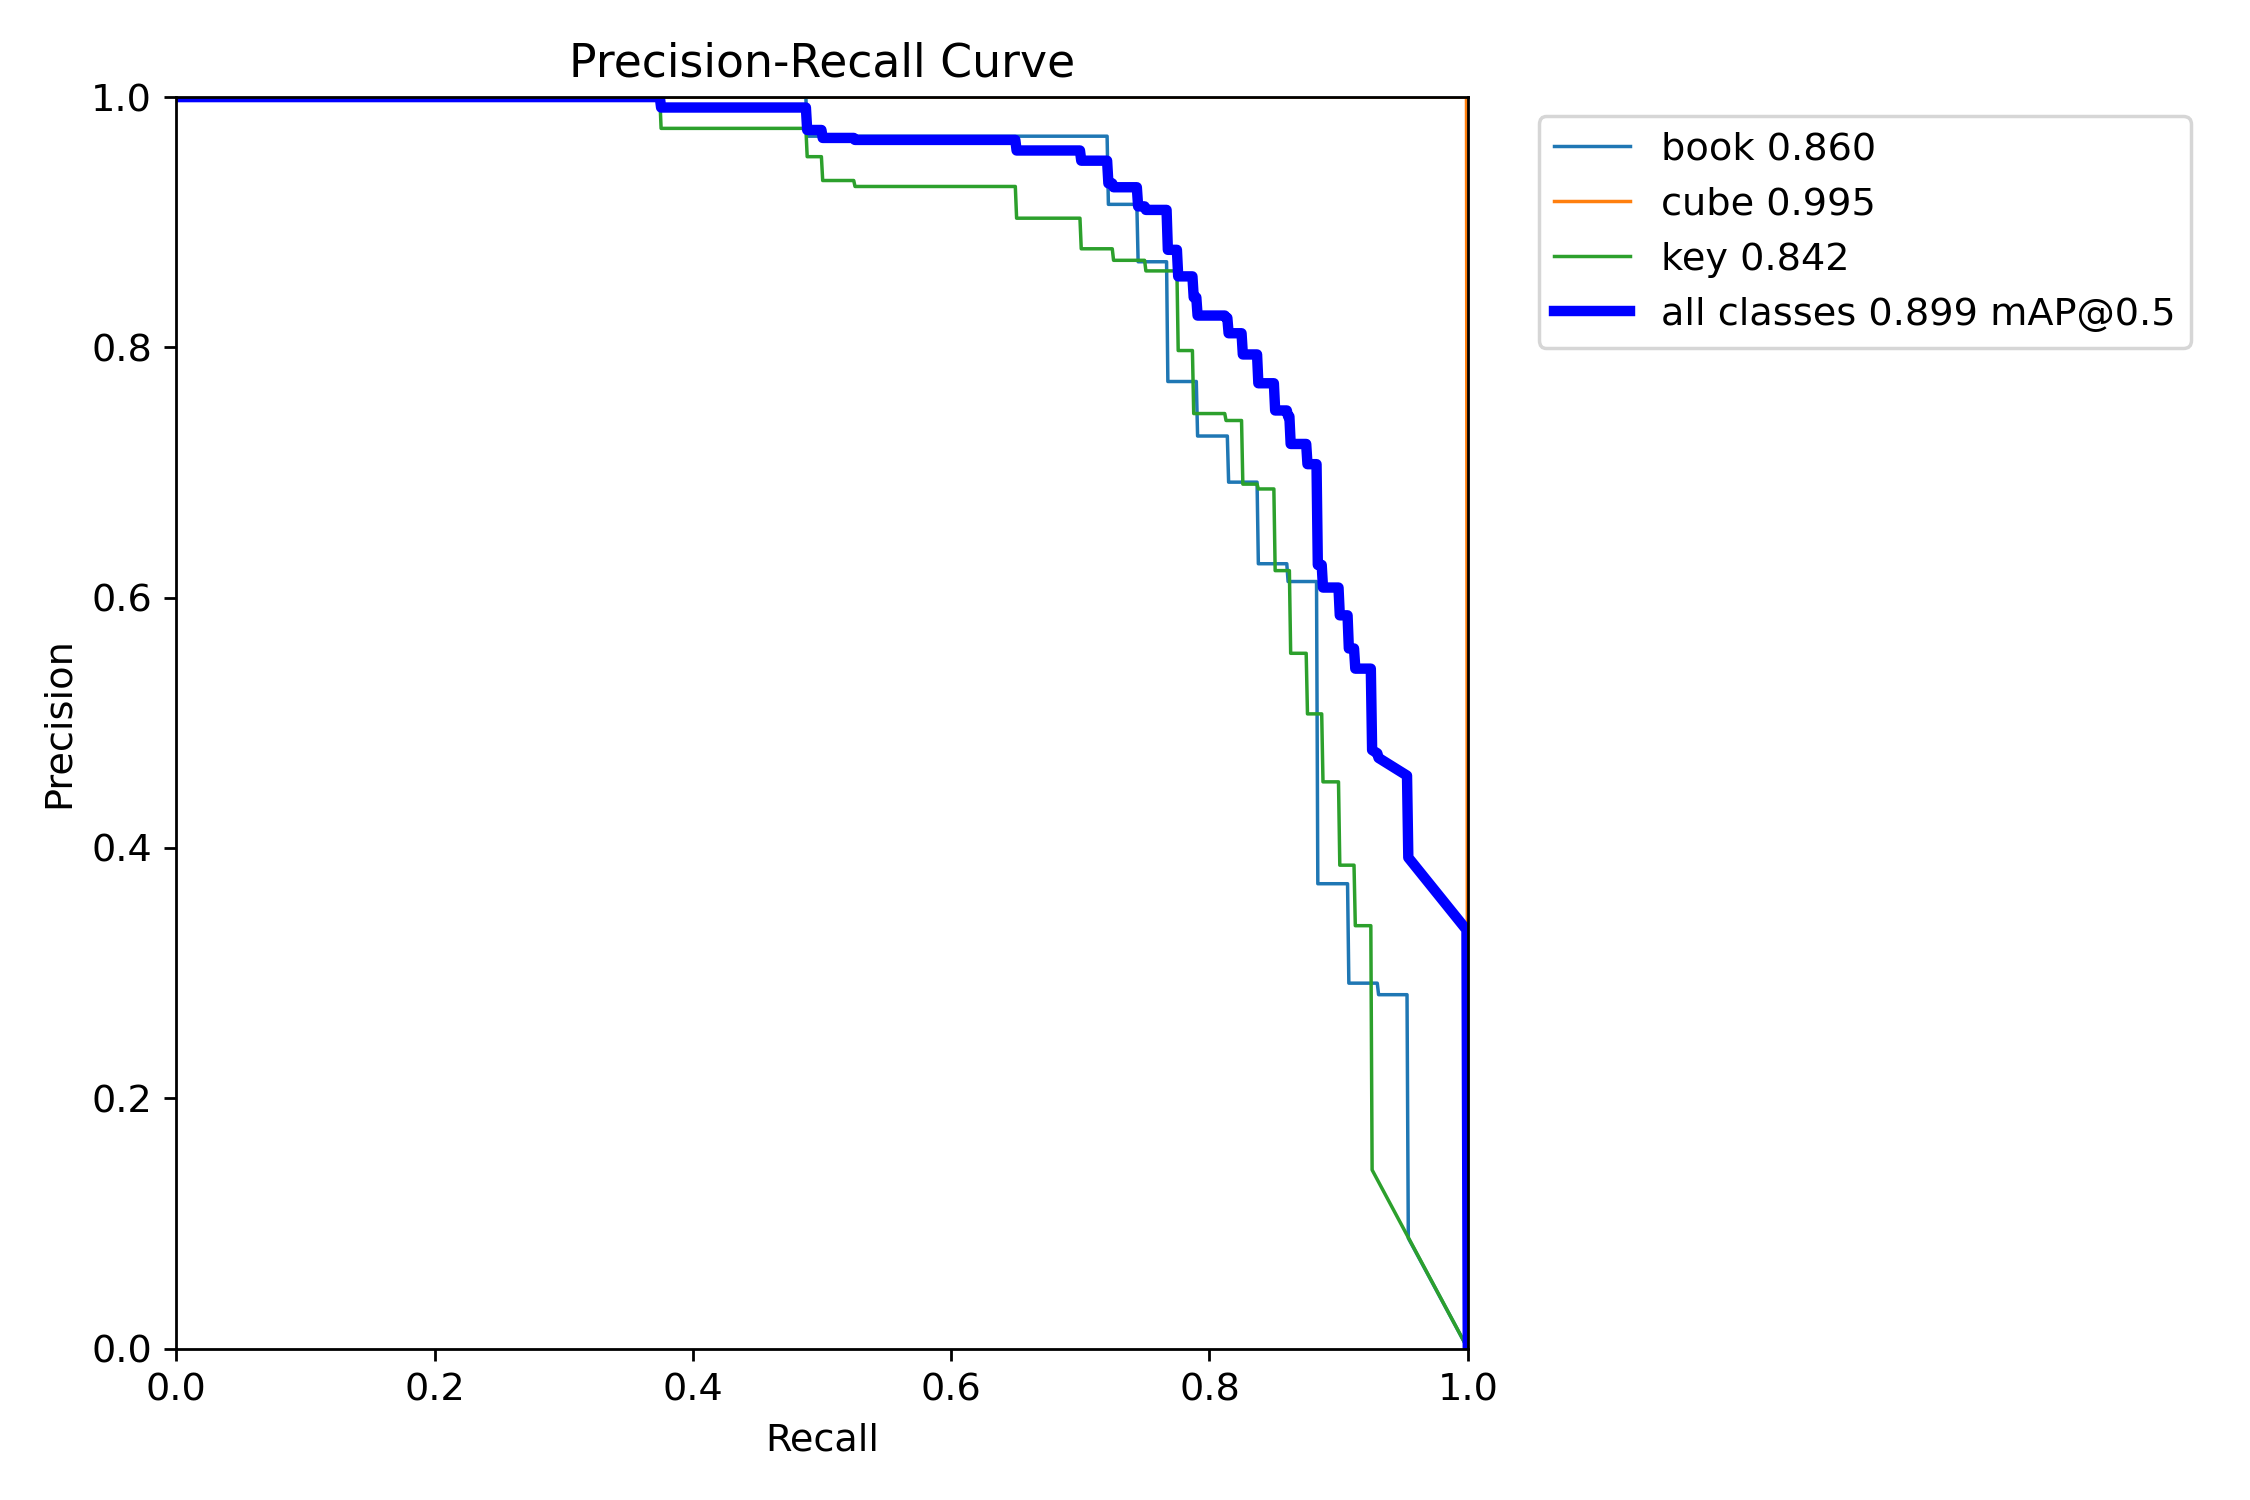 Precision-Recall Curve
1.0
0.8
0.6
0.4
0.2
0.0
Precision
0.0 0.2 0.4 0.6 0.8 1.0
Recall
book 0.860
cube 0.995
key 0.842
all classes 0.899 mAP@0.5